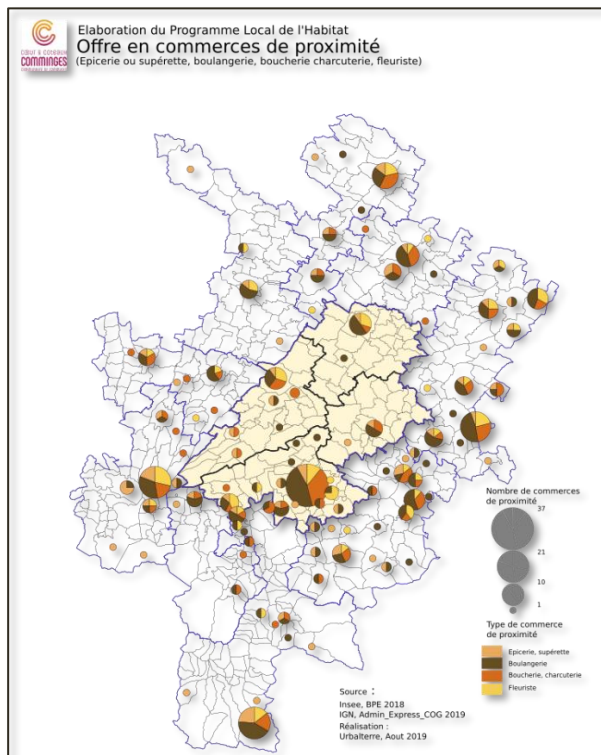 Elaboration du Programme Local de l'Habitat
Offre en commerces de proximité
(Epicerie ou supérette, boulangerie, boucherie charcuterie, fleuriste)
CŒUR & COTEAUX
COMMINGES
Nombre de commerces
de proximité
37
21
10
1
Type de commerce
de proximité
Epicerie, supérette
Boulangerie
Boucherie, charcuterie
Fleuriste
Source :
Insee, BPE 2018
IGN, Admin_Express_COG 2019
Réalisation :
Urbalterre, Aout 2019